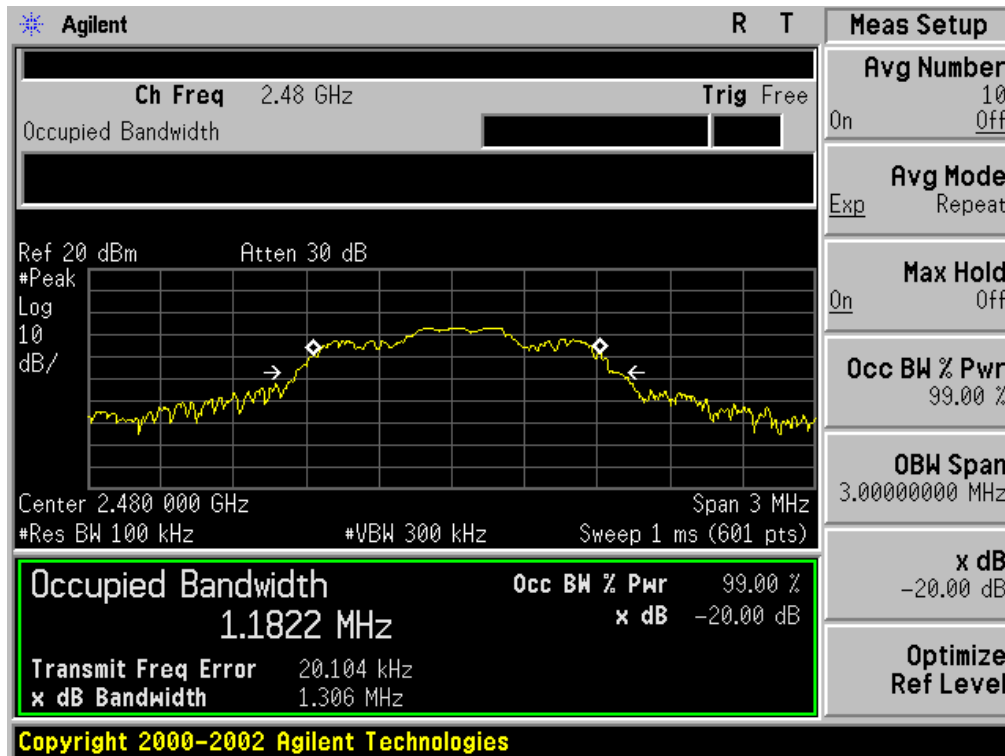 Agilent R T
Ch Freq 2.48 GHz Trig Free
Occupied Bandwidth
Ref 20 dBm Atten 30 dB
#Peak
Log
10
dB/
Center 2.480 000 GHz Span 3 MHz
#Res BW 100 kHz #VBW 300 kHz Sweep 1 ms (601 pts)
Occupied Bandwidth Occ BW % Pwr 99.00 %
1.1822 MHz x dB -20.00 dB
Transmit Freq Error 20.104 kHz
x dB Bandwidth 1.306 MHz
Copyright 2000-2002 Agilent Technologies
Meas Setup
Avg Number
10
On Off
Avg Mode
Exp Repeat
Max Hold
On Off
Occ BW % Pwr
99.00 %
OBW Span
3.00000000 MHz
x dB
-20.00 dB
Optimize
Ref Level